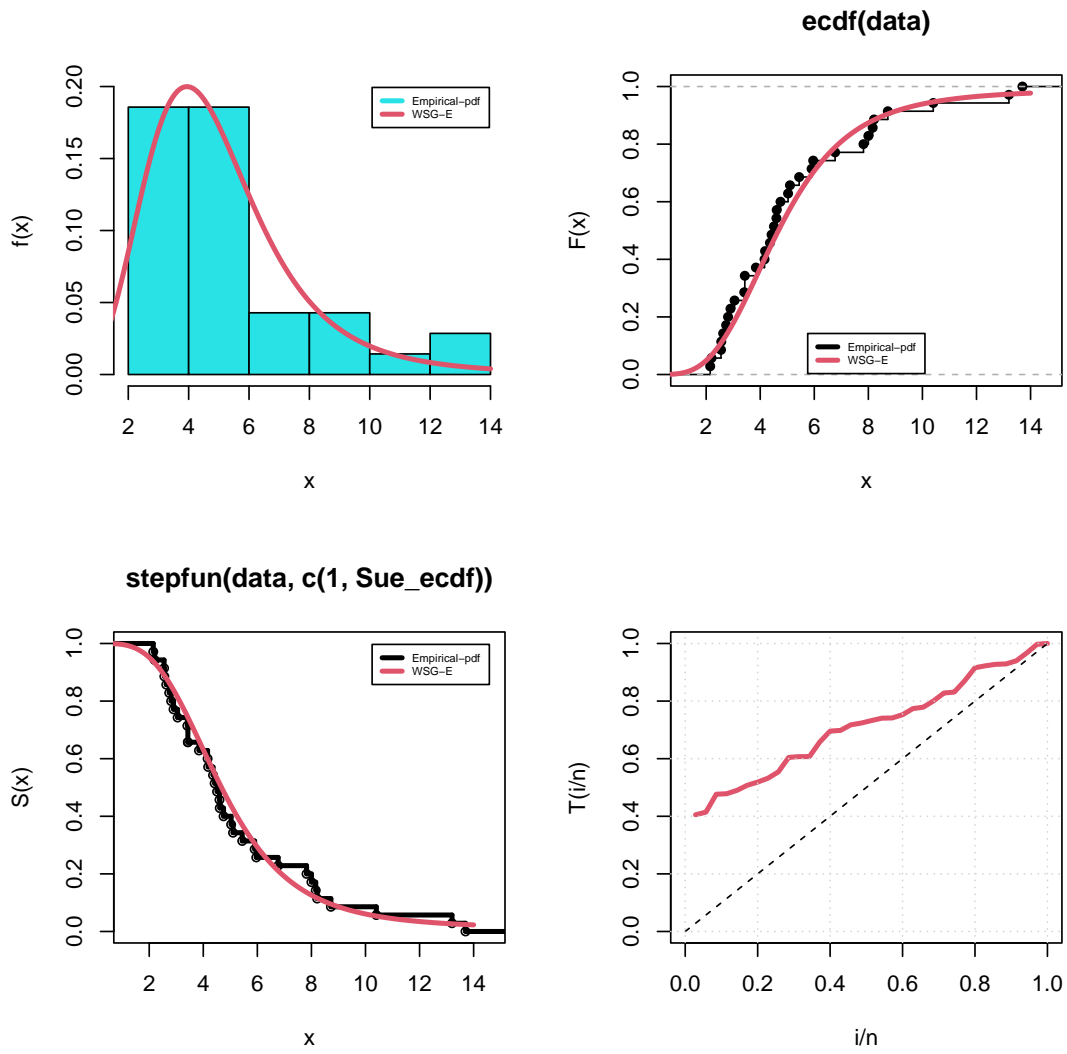 0.00 0.05 0.10 0.15 0.20
f(x)
Empirical−pdf
WSG−E
2 4 6 8 10 12 14
x
ecdf(data)
0.0 0.2 0.4 0.6 0.8 1.0
F(x)
Empirical−pdf
WSG−E
2 4 6 8 10 12 14
x
stepfun(data, c(1, Sue_ecdf))
0.0 0.2 0.4 0.6 0.8 1.0
S(x)
Empirical−pdf
WSG−E
2 4 6 8 10 12 14
x
0.0 0.2 0.4 0.6 0.8 1.0
T(i/n)
0.0 0.2 0.4 0.6 0.8 1.0
i/n